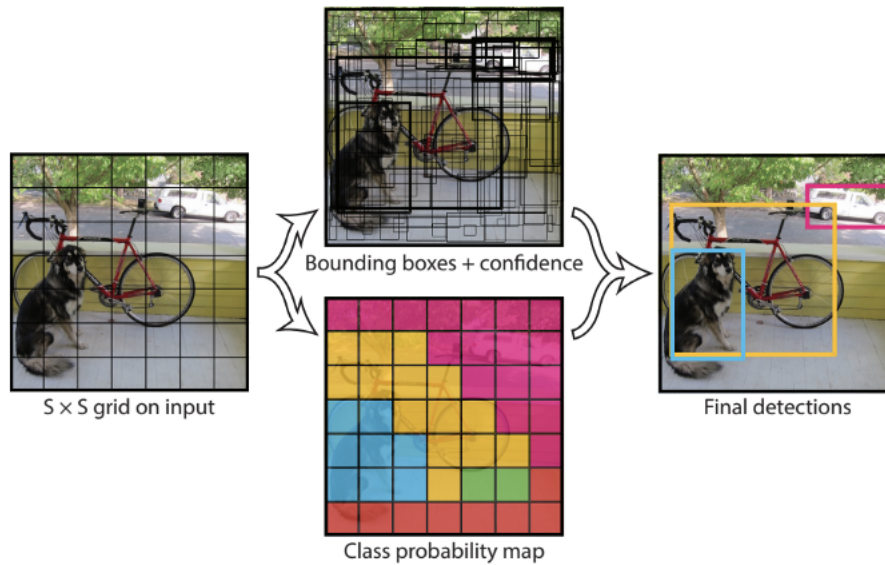 S × S grid on input
Bounding boxes + confidence
Class probability map
Final detections